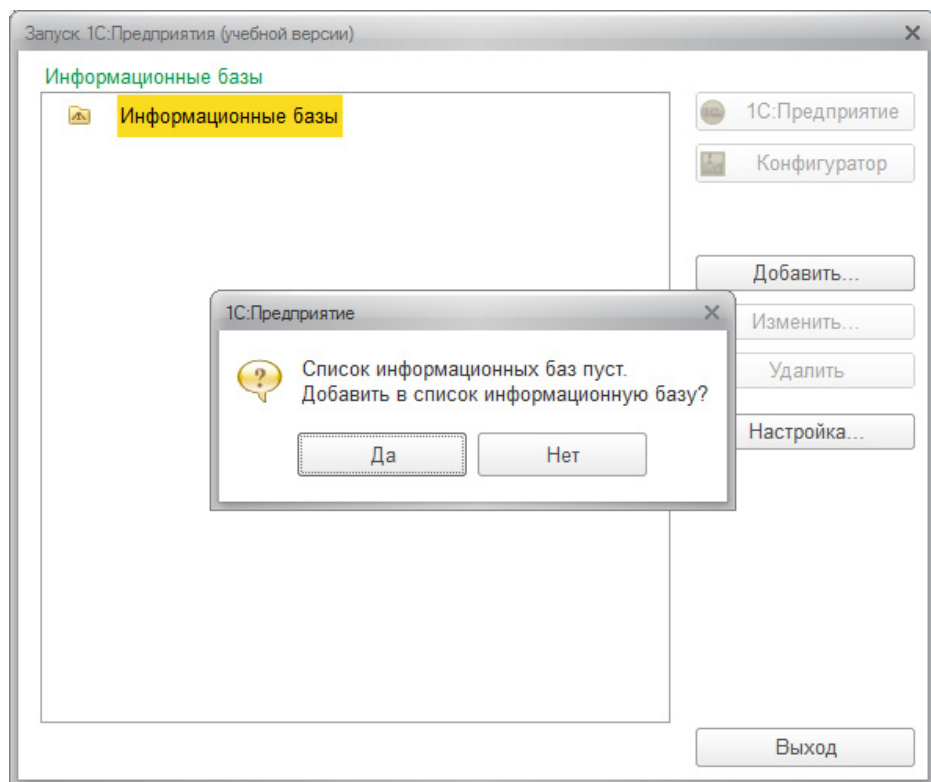 Запуск 1С:Предприятия (учебной версии)
Информационные базы
Информационные базы
1С:Предприятие
Конфигуратор
Добавить...
Изменить...
Удалить
Настройка...
1С:Предприятие
Список информационных баз пуст.
Добавить в список информационную базу?
Да
Нет
Выход